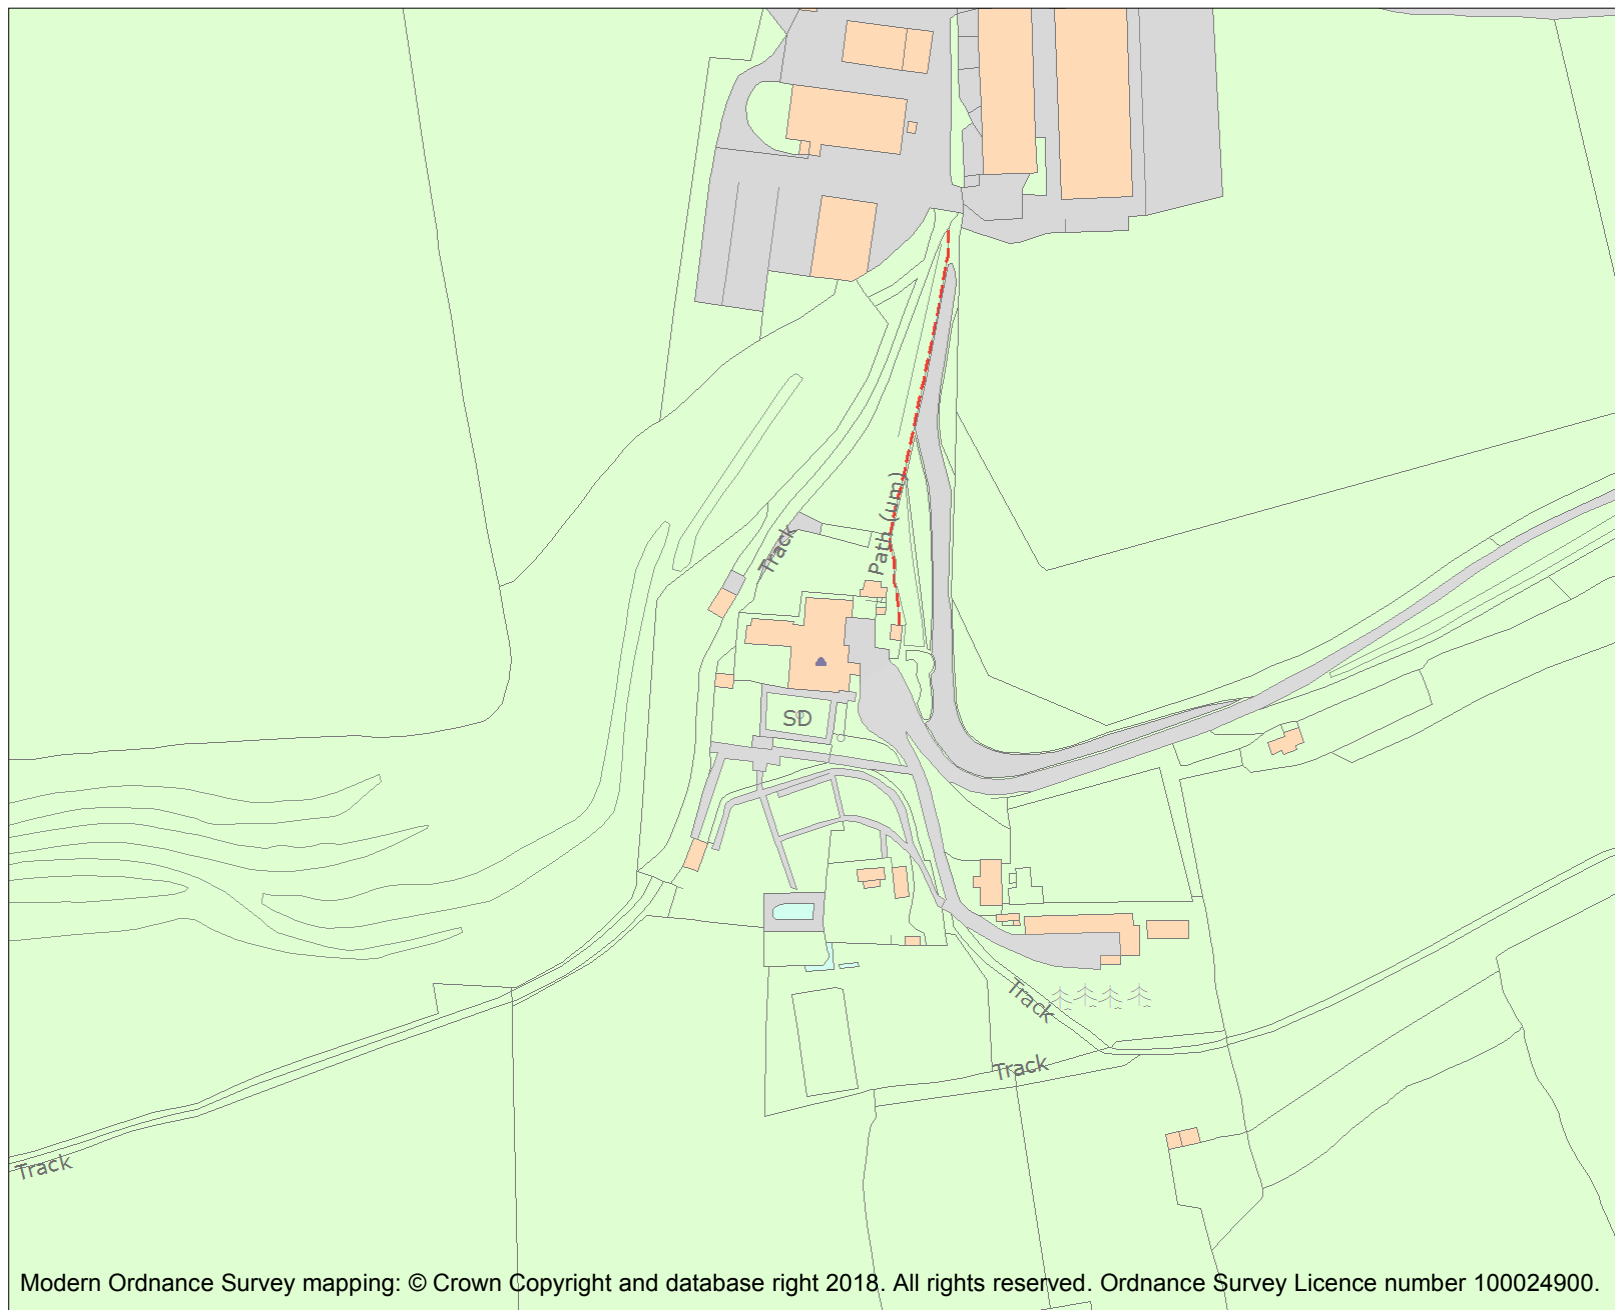 Path (um)
Track
SD
Track
Track
Track
Modern Ordnance Survey mapping: © Crown Copyright and database right 2018. All rights reserved. Ordnance Survey Licence number 100024900.